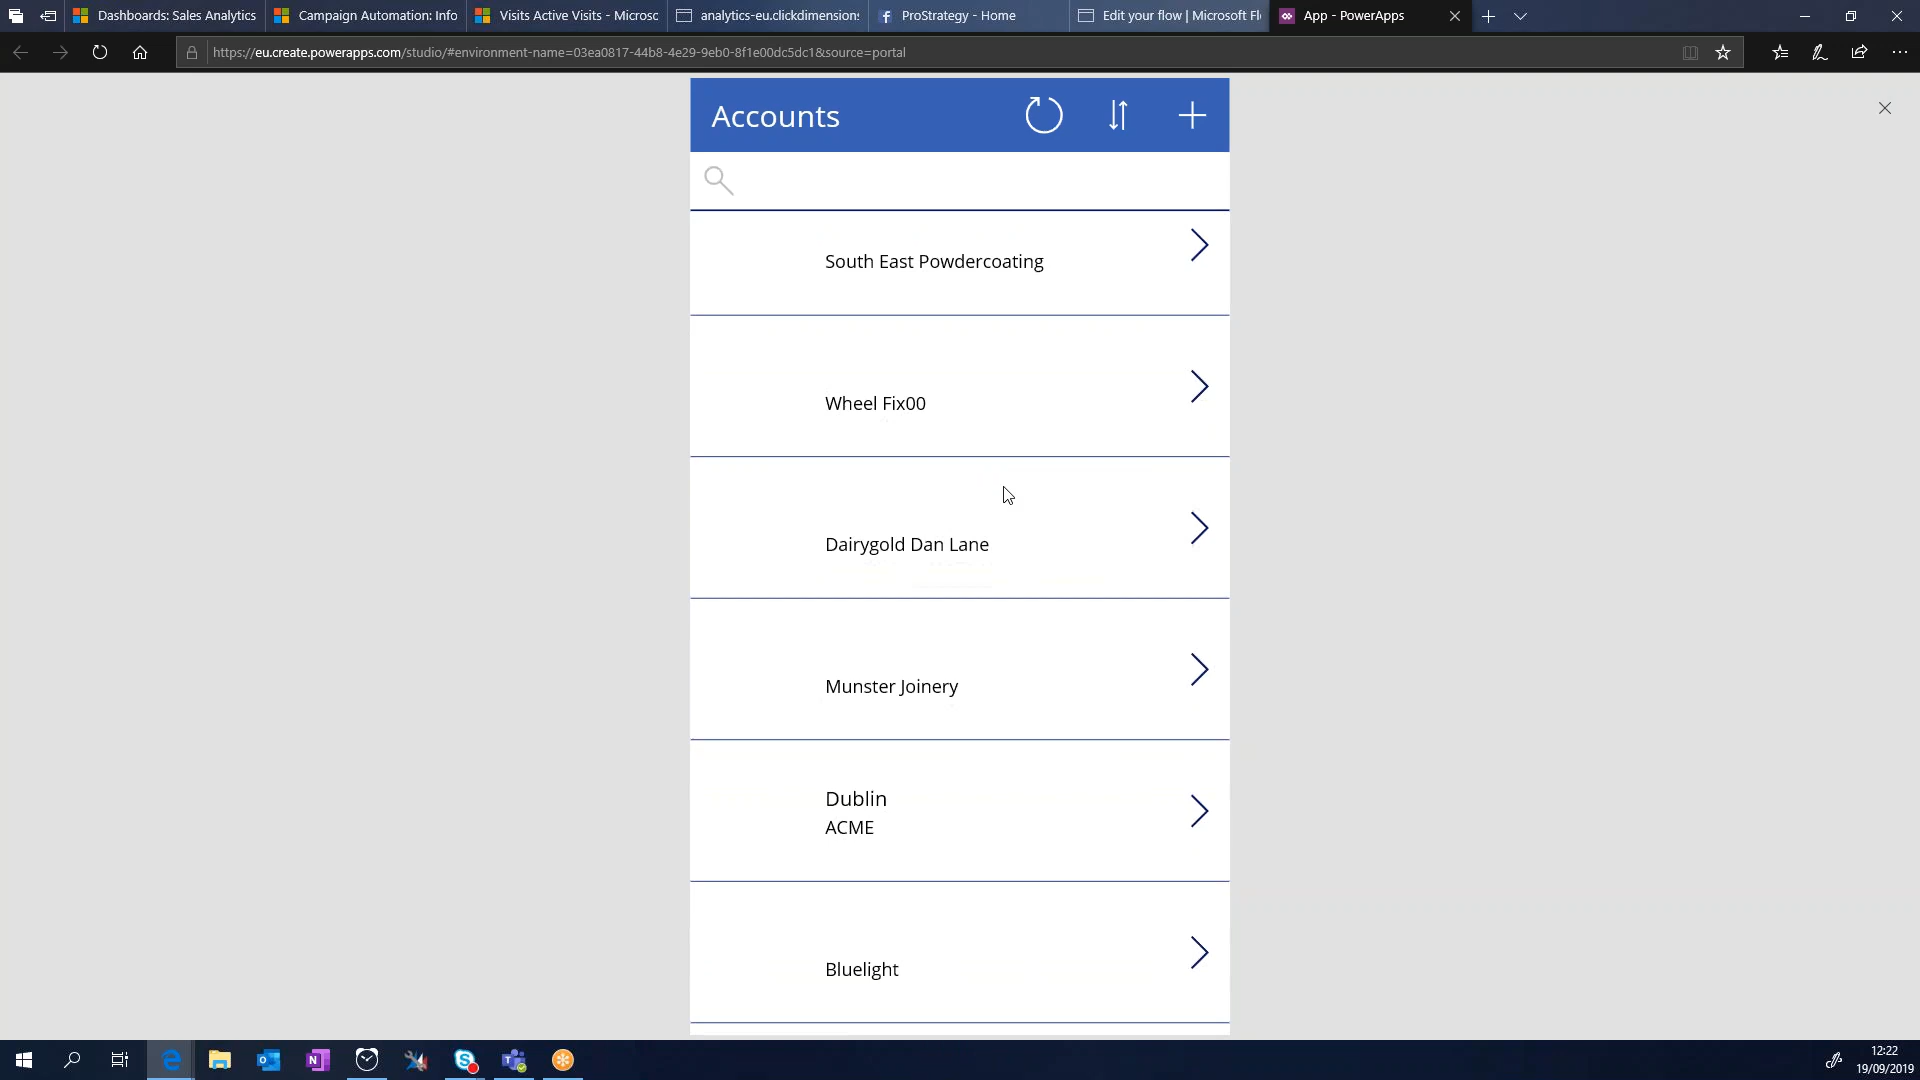 Dashboards: Sales Analytics
Campaign Automation: Info
Visits Active Visits - Microsc
analytics-eu.clickdimension:
ProStrategy - Home
Edit your flow | Microsoft Fl
App - PowerApps
https://eu.create.powerapps.com/studio/#environment-name=03ea0817-44b8-4e29-9eb0-8f1e00dc5dc1&source=portal
Accounts
South East Powdercoating
Wheel Fix00
Dairygold Dan Lane
Munster Joinery
Dublin
ACME
Bluelight
12:22
19/09/2019